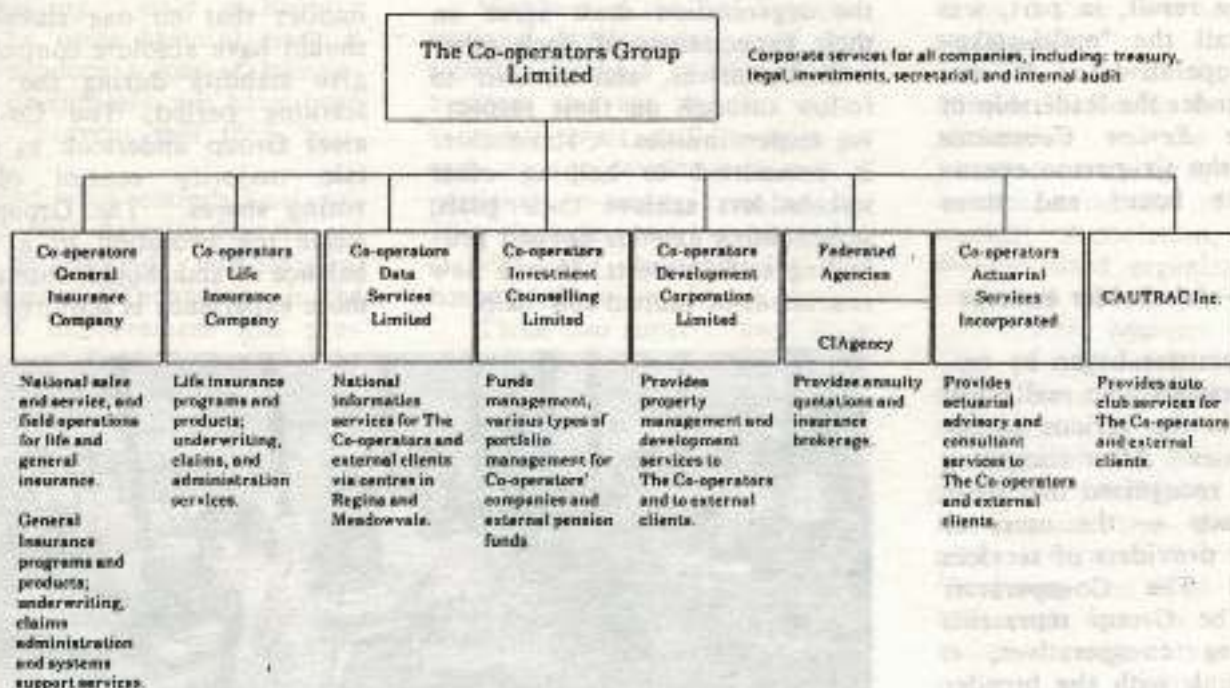 The Co-operators Group
Limited
Corporate services for all companies, including: treasury,
legal, investments, secretarial, and internal audit
Co-operators
General
Insurance
Company
National sales
and service, and
field operations
for life and
general
insurance.
General
Insurance
programs and
products;
underwriting,
claims
administration
and systems
support services.
Co-operators
Life
Insurance
Company
Life insurance
programs and
products;
underwriting,
claims, and
administration
services.
Co-operators
Data
Services
Limited
National
informatics
services for The
Co-operators and
external clients
via centres in
Regina and
Meadowvale.
Co-operators
Investment
Counselling
Limited
Funds
management,
various types of
portfolio
management for
Co-operators'
companies and
external pension
funds
Co-operators
Development
Corporation
Limited
Provides
property
management and
development
services to
The Co-operators
and to external
clients.
Federated
Agencies
CIAgency
Provides annuity
quotations and
insurance
brokerage.
Co-operators
Actuarial
Services
Incorporated
Provides
actuarial
advisory and
consultant
services to
The Co-operators
and external
clients.
CAUTRAC Inc.
Provides auto
club services for
The Co-operators
and external
clients.